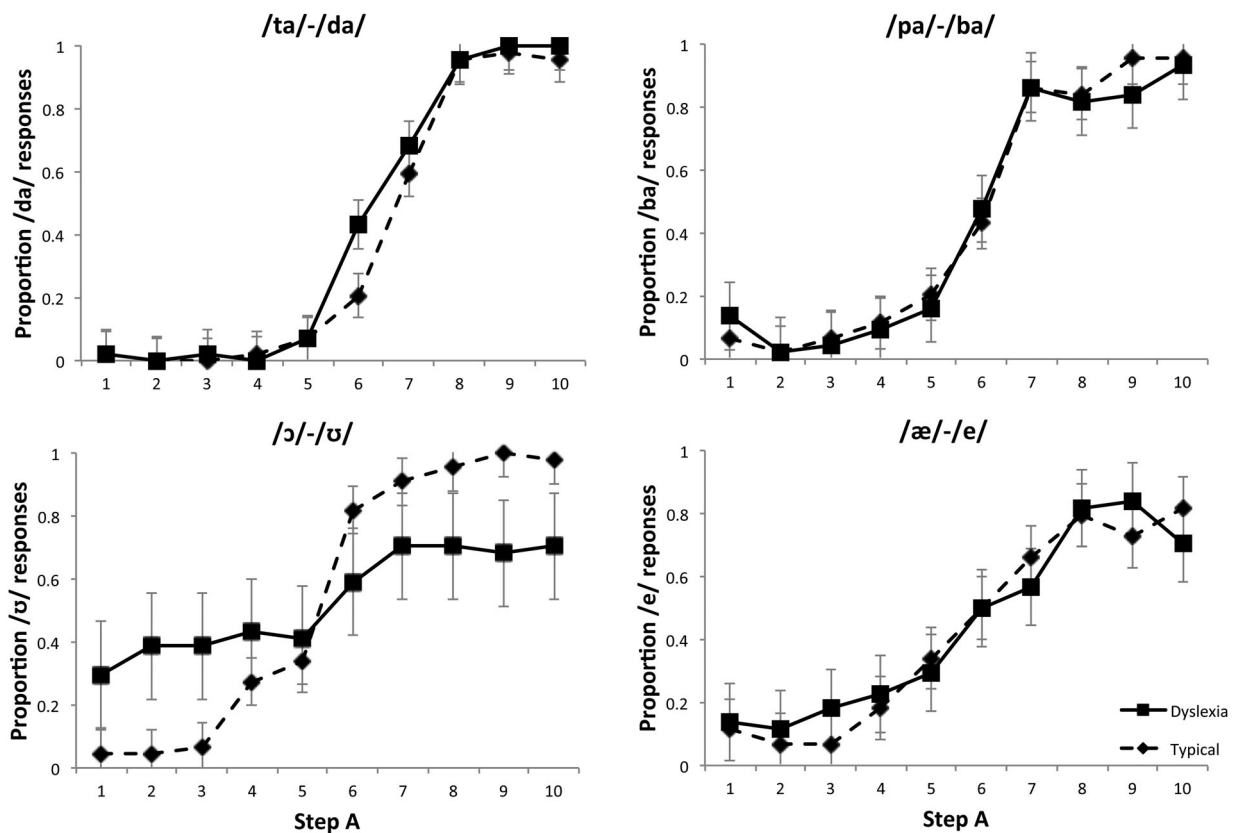 /ta/-/da/
Proportion /da/ responses
1
0.8
0.6
0.4
0.2
0
1 2 3 4 5 6 7 8 9 10
/pa/-/ba/
Proportion /ba/ responses
1
0.8
0.6
0.4
0.2
0
1 2 3 4 5 6 7 8 9 10
/ɔ/-/ʊ/
Proportion /ʊ/ responses
1
0.8
0.6
0.4
0.2
0
1 2 3 4 5 6 7 8 9 10
Step A
/æ/-/e/
Proportion /e/ reponses
1
0.8
0.6
0.4
0.2
0
1 2 3 4 5 6 7 8 9 10
Step A
Dyslexia
Typical